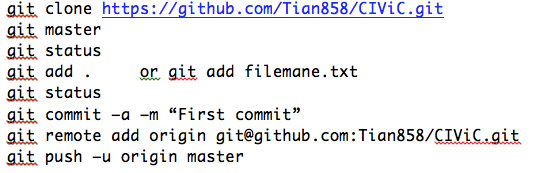 git clone https://github.com/Tian858/CIViC.git
git master
git status
git add .     or git add filemane.txt
git status
git commit –a –m “First commit”
git remote add origin git@github.com:Tian858/CIViC.git
git push –u origin master